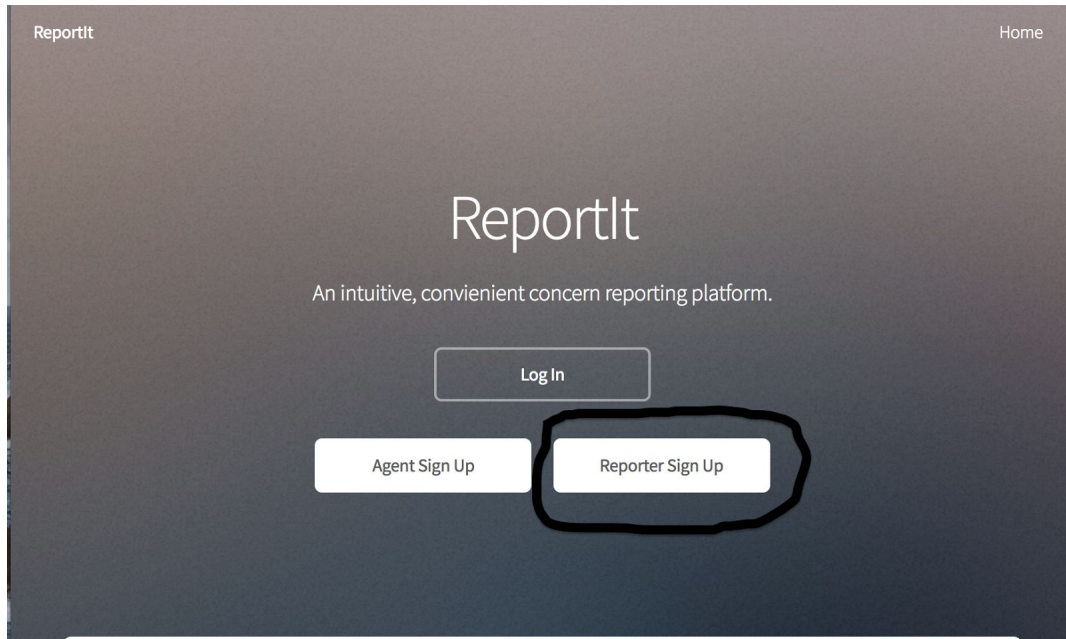 ReportIt
Home
ReportIt
An intuitive, convienient concern reporting platform.
Log In
Agent Sign Up
Reporter Sign Up